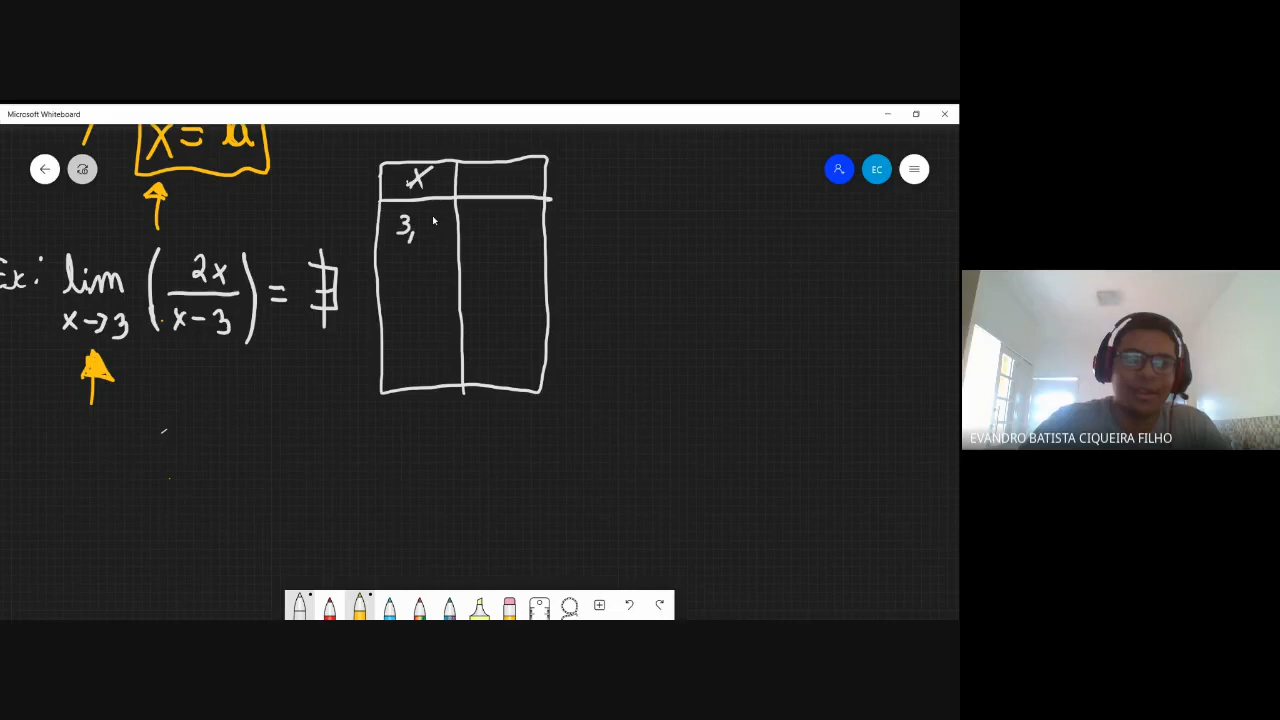 Microsoft Whiteboard
X = a
EC
X
3,
Ex: lim (2x / x - 3) = ∄
x→3
EVANDRO BATISTA CIQUEIRA FILHO